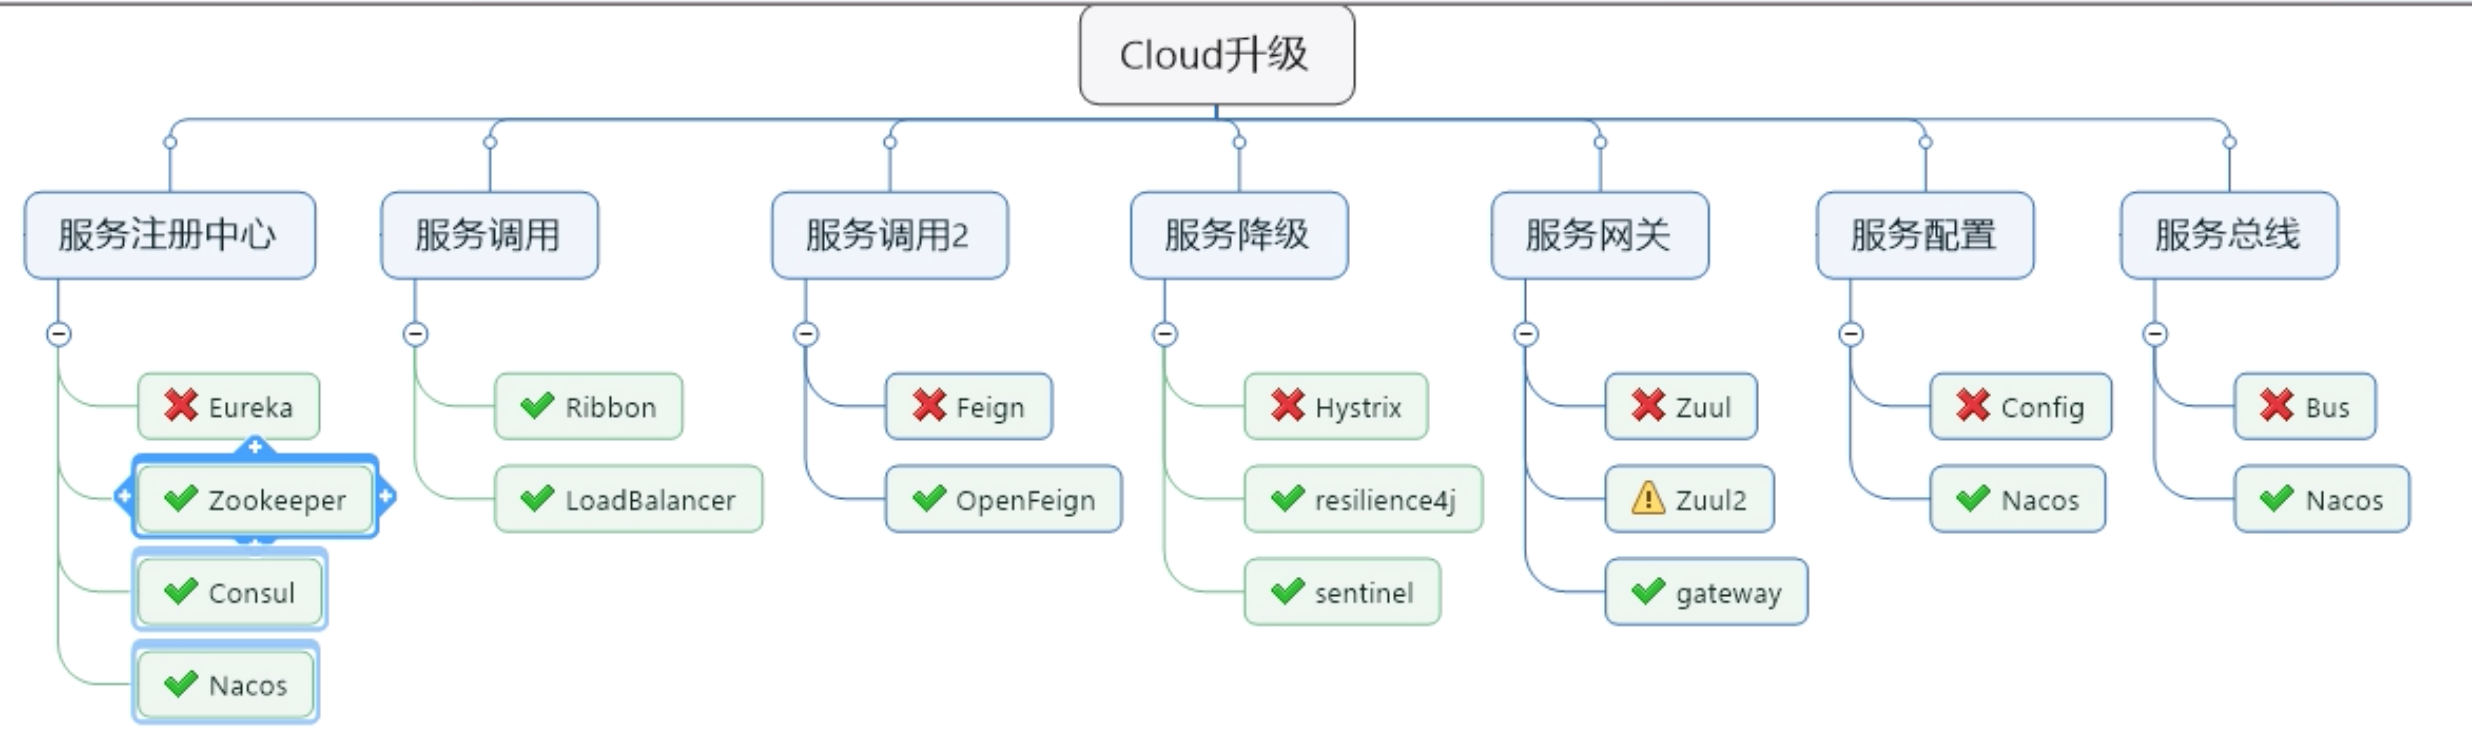 Cloud升级
服务注册中心
服务调用
服务调用2
服务降级
服务网关
服务配置
服务总线
Eureka
Ribbon
Feign
Hystrix
Zuul
Config
Bus
Zookeeper
LoadBalancer
OpenFeign
resilience4j
Zuul2
Nacos
Nacos
Consul
sentinel
gateway
Nacos